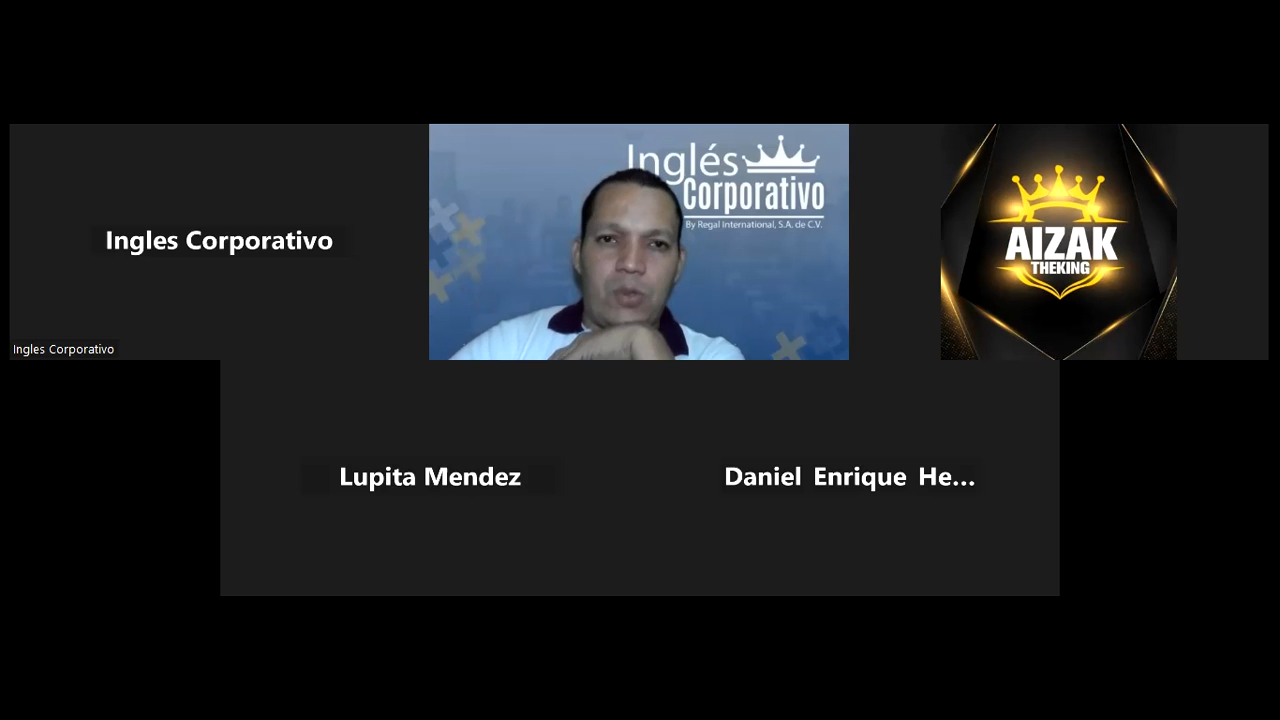 Ingles Corporativo
Ingles Corporativo
Inglés
Corporativo
By Regal International, S.A. de C.V.
AIZAK
THEKING
Lupita Mendez
Daniel Enrique He...